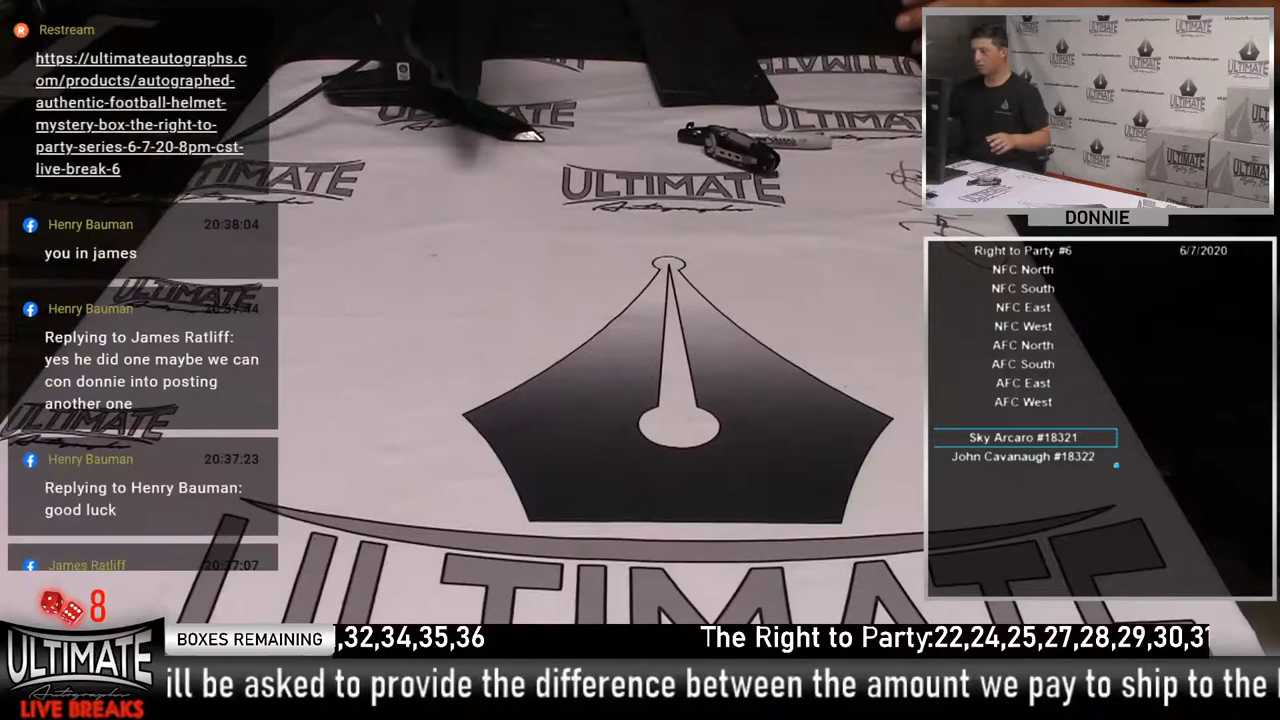 Restream
https://ultimateautographs.c
om/products/autographed-
authentic-football-helmet-
mystery-box-the-right-to-
party-series-6-7-20-8pm-cst-
live-break-6
Henry Bauman 20:38:04
you in james
Henry Bauman
Replying to James Ratliff:
yes he did one maybe we can
con donnie into posting
another one
Henry Bauman 20:37:23
Replying to Henry Bauman:
good luck
James Ratliff 20:37:07
ULTIMATE
Autographs
ULTIMATE
DONNIE
Right to Party #6 6/7/2020
NFC North
NFC South
NFC East
NFC West
AFC North
AFC South
AFC East
AFC West
Sky Arcaro #18321
John Cavanaugh #18322
8
ULTIMATE
Autographs
LIVE BREAKS
BOXES REMAINING ,32,34,35,36 The Right to Party:22,24,25,27,28,29,30,31
ill be asked to provide the difference between the amount we pay to ship to the